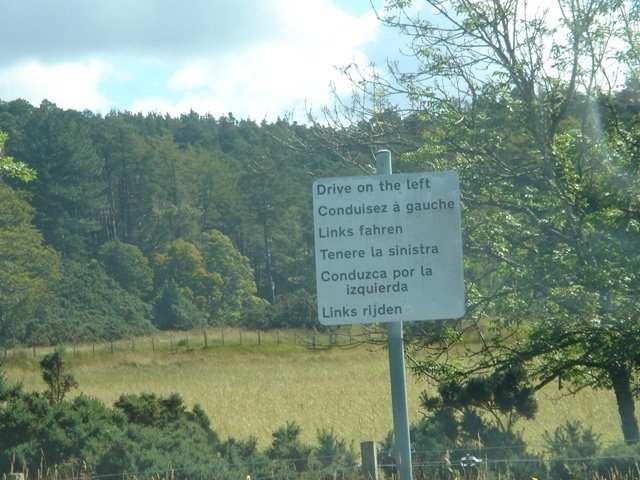 Drive on the left
Conduisez à gauche
Links fahren
Tenere la sinistra
Conduzca por la
izquierda
Links rijden